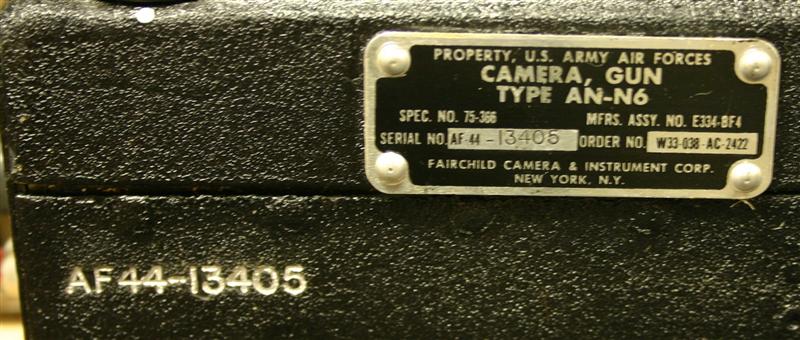 PROPERTY, U.S. ARMY AIR FORCES
CAMERA, GUN
TYPE AN-N6
SPEC. NO. 75-366 MFRS. ASSY. NO. E334-BF4
SERIAL NO. AF-44-13405 ORDER NO. W33-038-AC-2422
FAIRCHILD CAMERA & INSTRUMENT CORP.
NEW YORK, N.Y.
AF44-13405